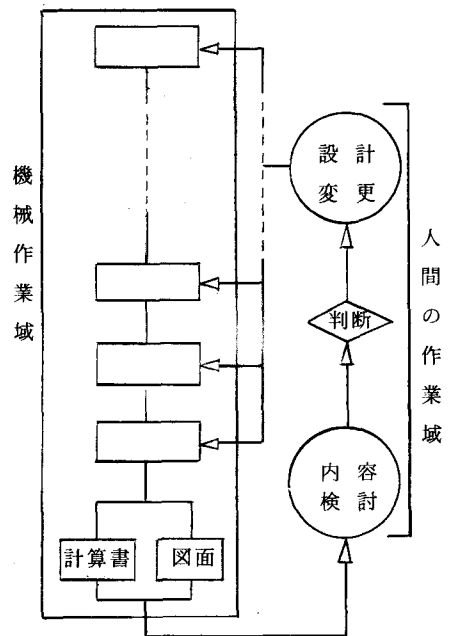 機械作業域
設計
変更
人間の作業域
判断
内容
検討
計算書
図面